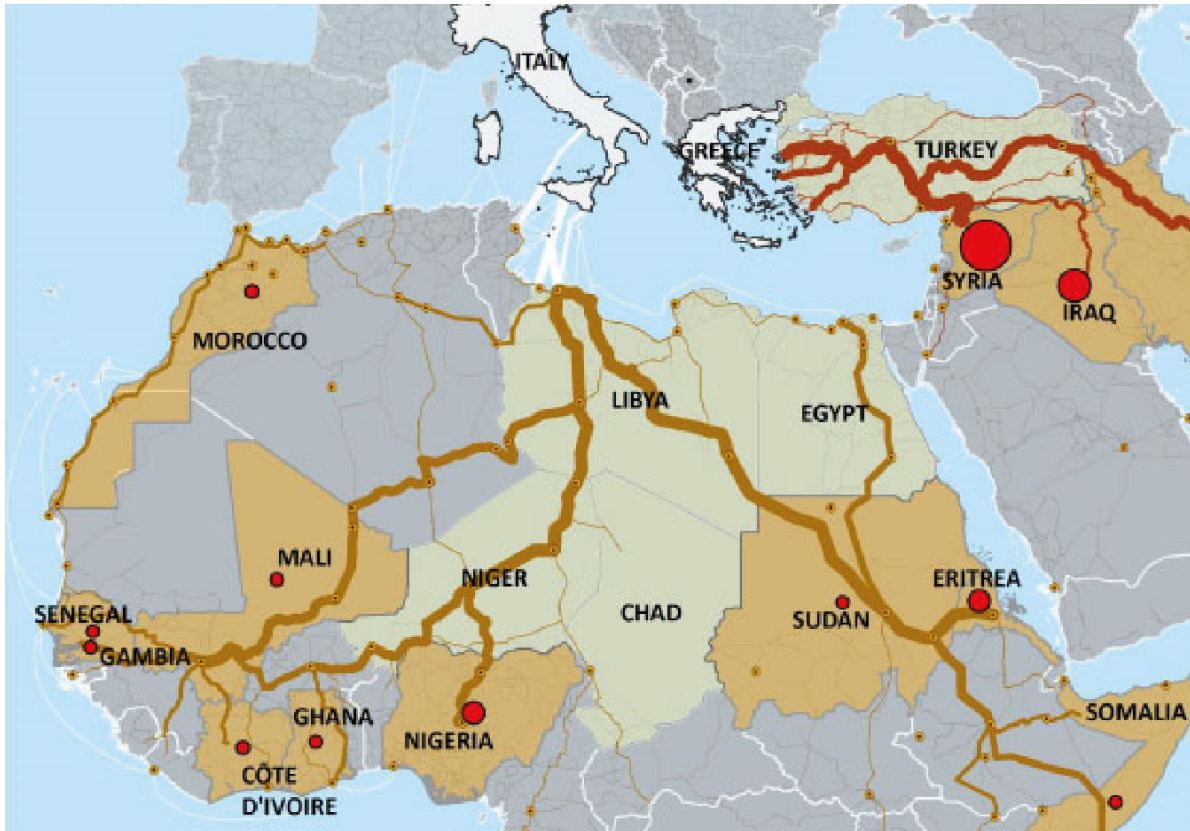 ITALY
GREECE
TURKEY
SYRIA
IRAQ
MOROCCO
LIBYA
EGYPT
MALI
NIGER
ERITREA
SENEGAL
CHAD
SUDAN
GAMBIA
GHANA
SOMALIA
NIGERIA
CÔTE
D'IVOIRE